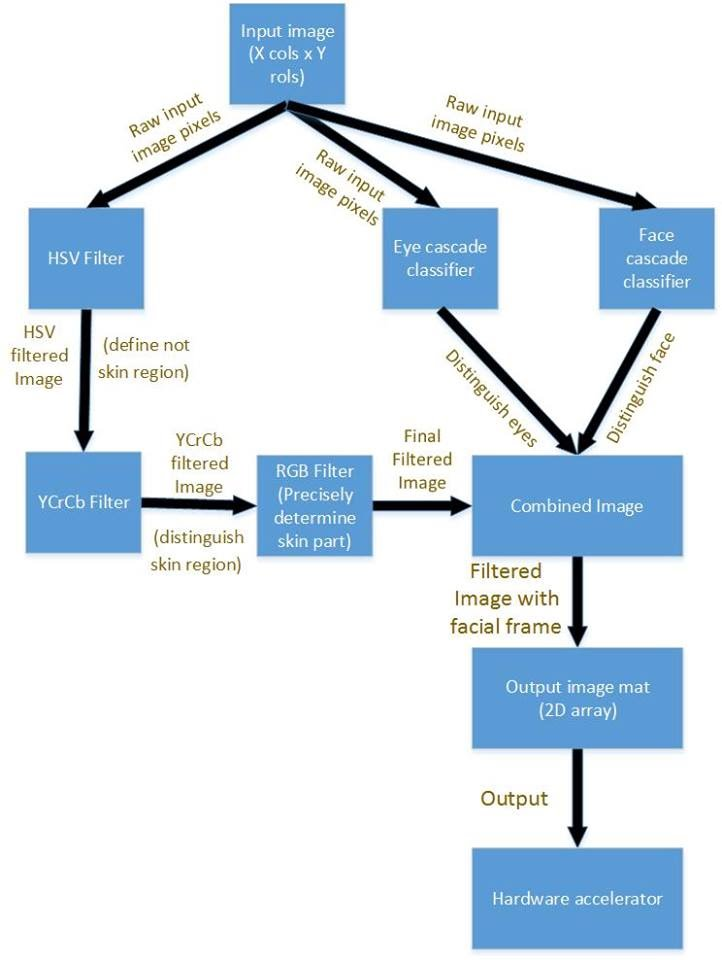 Input image
(X cols x Y
rols)
Raw input
image pixels
Raw input
image pixels
Raw input
image pixels
HSV Filter
Eye cascade
classifier
Face
cascade
classifier
HSV
filtered
Image
(define not
skin region)
Distinguish eyes
Distinguish face
YCrCb Filter
YCrCb
filtered
Image
(distinguish
skin region)
RGB Filter
(Precisely
determine
skin part)
Final
Filtered
Image
Combined Image
Filtered
Image with
facial frame
Output image mat
(2D array)
Output
Hardware accelerator